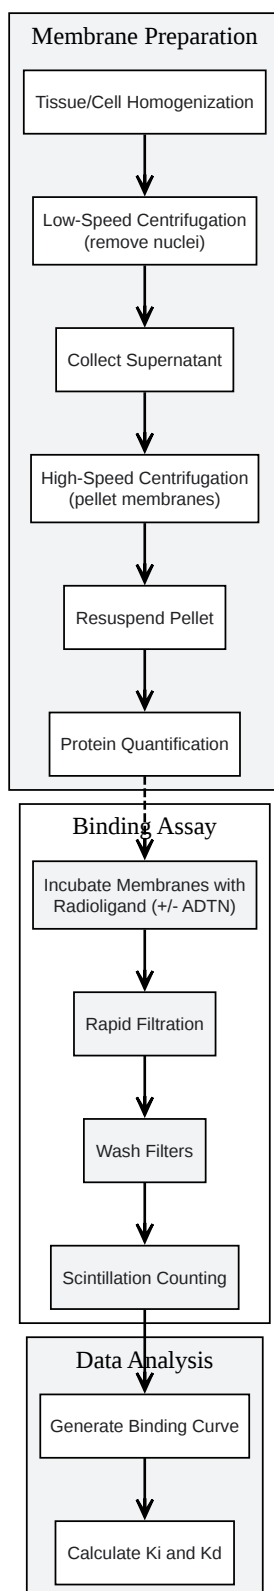 Membrane Preparation
Tissue/Cell Homogenization
Low-Speed Centrifugation
(remove nuclei)
Collect Supernatant
High-Speed Centrifugation
(pellet membranes)
Resuspend Pellet
Protein Quantification
Binding Assay
Incubate Membranes with
Radioligand (+/- ADTN)
Rapid Filtration
Wash Filters
Scintillation Counting
Data Analysis
Generate Binding Curve
Calculate Ki and Kd